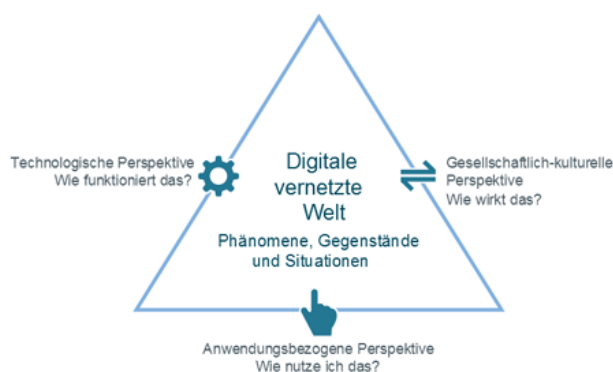 Technologische Perspektive
Wie funktioniert das?
Digitale
vernetzte
Welt
Phänomene, Gegenstände
und Situationen
Gesellschaftlich-kulturelle
Perspektive
Wie wirkt das?
Anwendungsbezogene Perspektive
Wie nutze ich das?